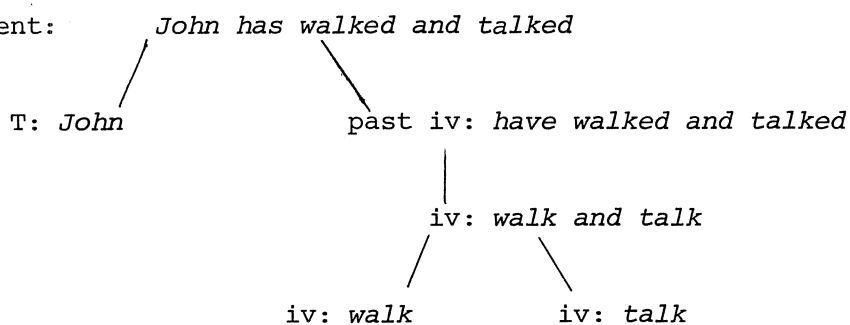 ent: John has walked and talked
T: John past iv: have walked and talked
iv: walk and talk
iv: walk iv: talk